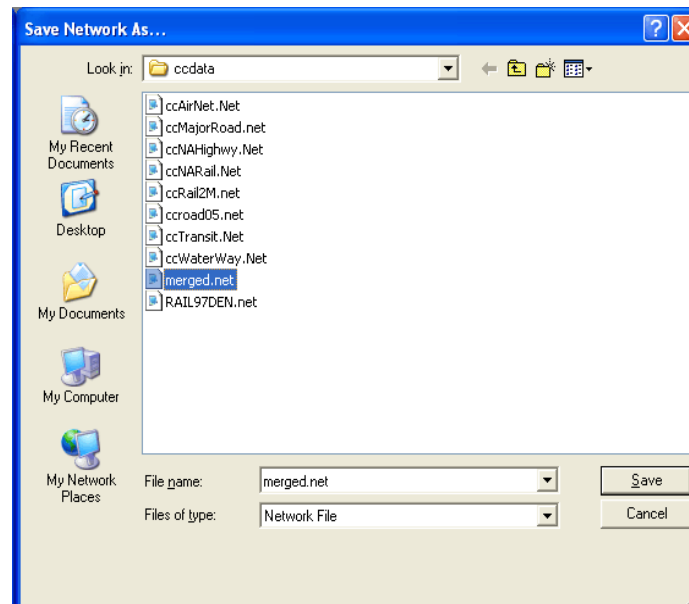 Save Network As...
Look in:
ccdata
ccAirNet.Net
ccMajorRoad.net
ccNAHighwy.Net
ccNARail.Net
ccRail2M.net
ccroad05.net
ccTransit.Net
ccWaterWay.Net
merged.net
RAIL97DEN.net
My Recent
Documents
Desktop
My Documents
My Computer
My Network
Places
File name:
merged.net
Save
Files of type:
Network File
Cancel